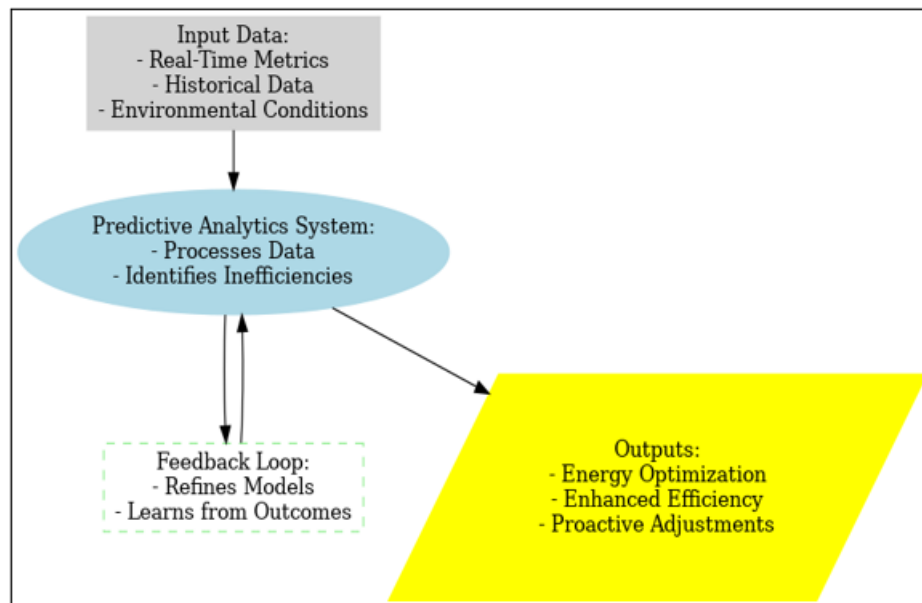 Input Data:
- Real-Time Metrics
- Historical Data
- Environmental Conditions
Predictive Analytics System:
- Processes Data
- Identifies Inefficiencies
Feedback Loop:
- Refines Models
- Learns from Outcomes
Outputs:
- Energy Optimization
- Enhanced Efficiency
- Proactive Adjustments